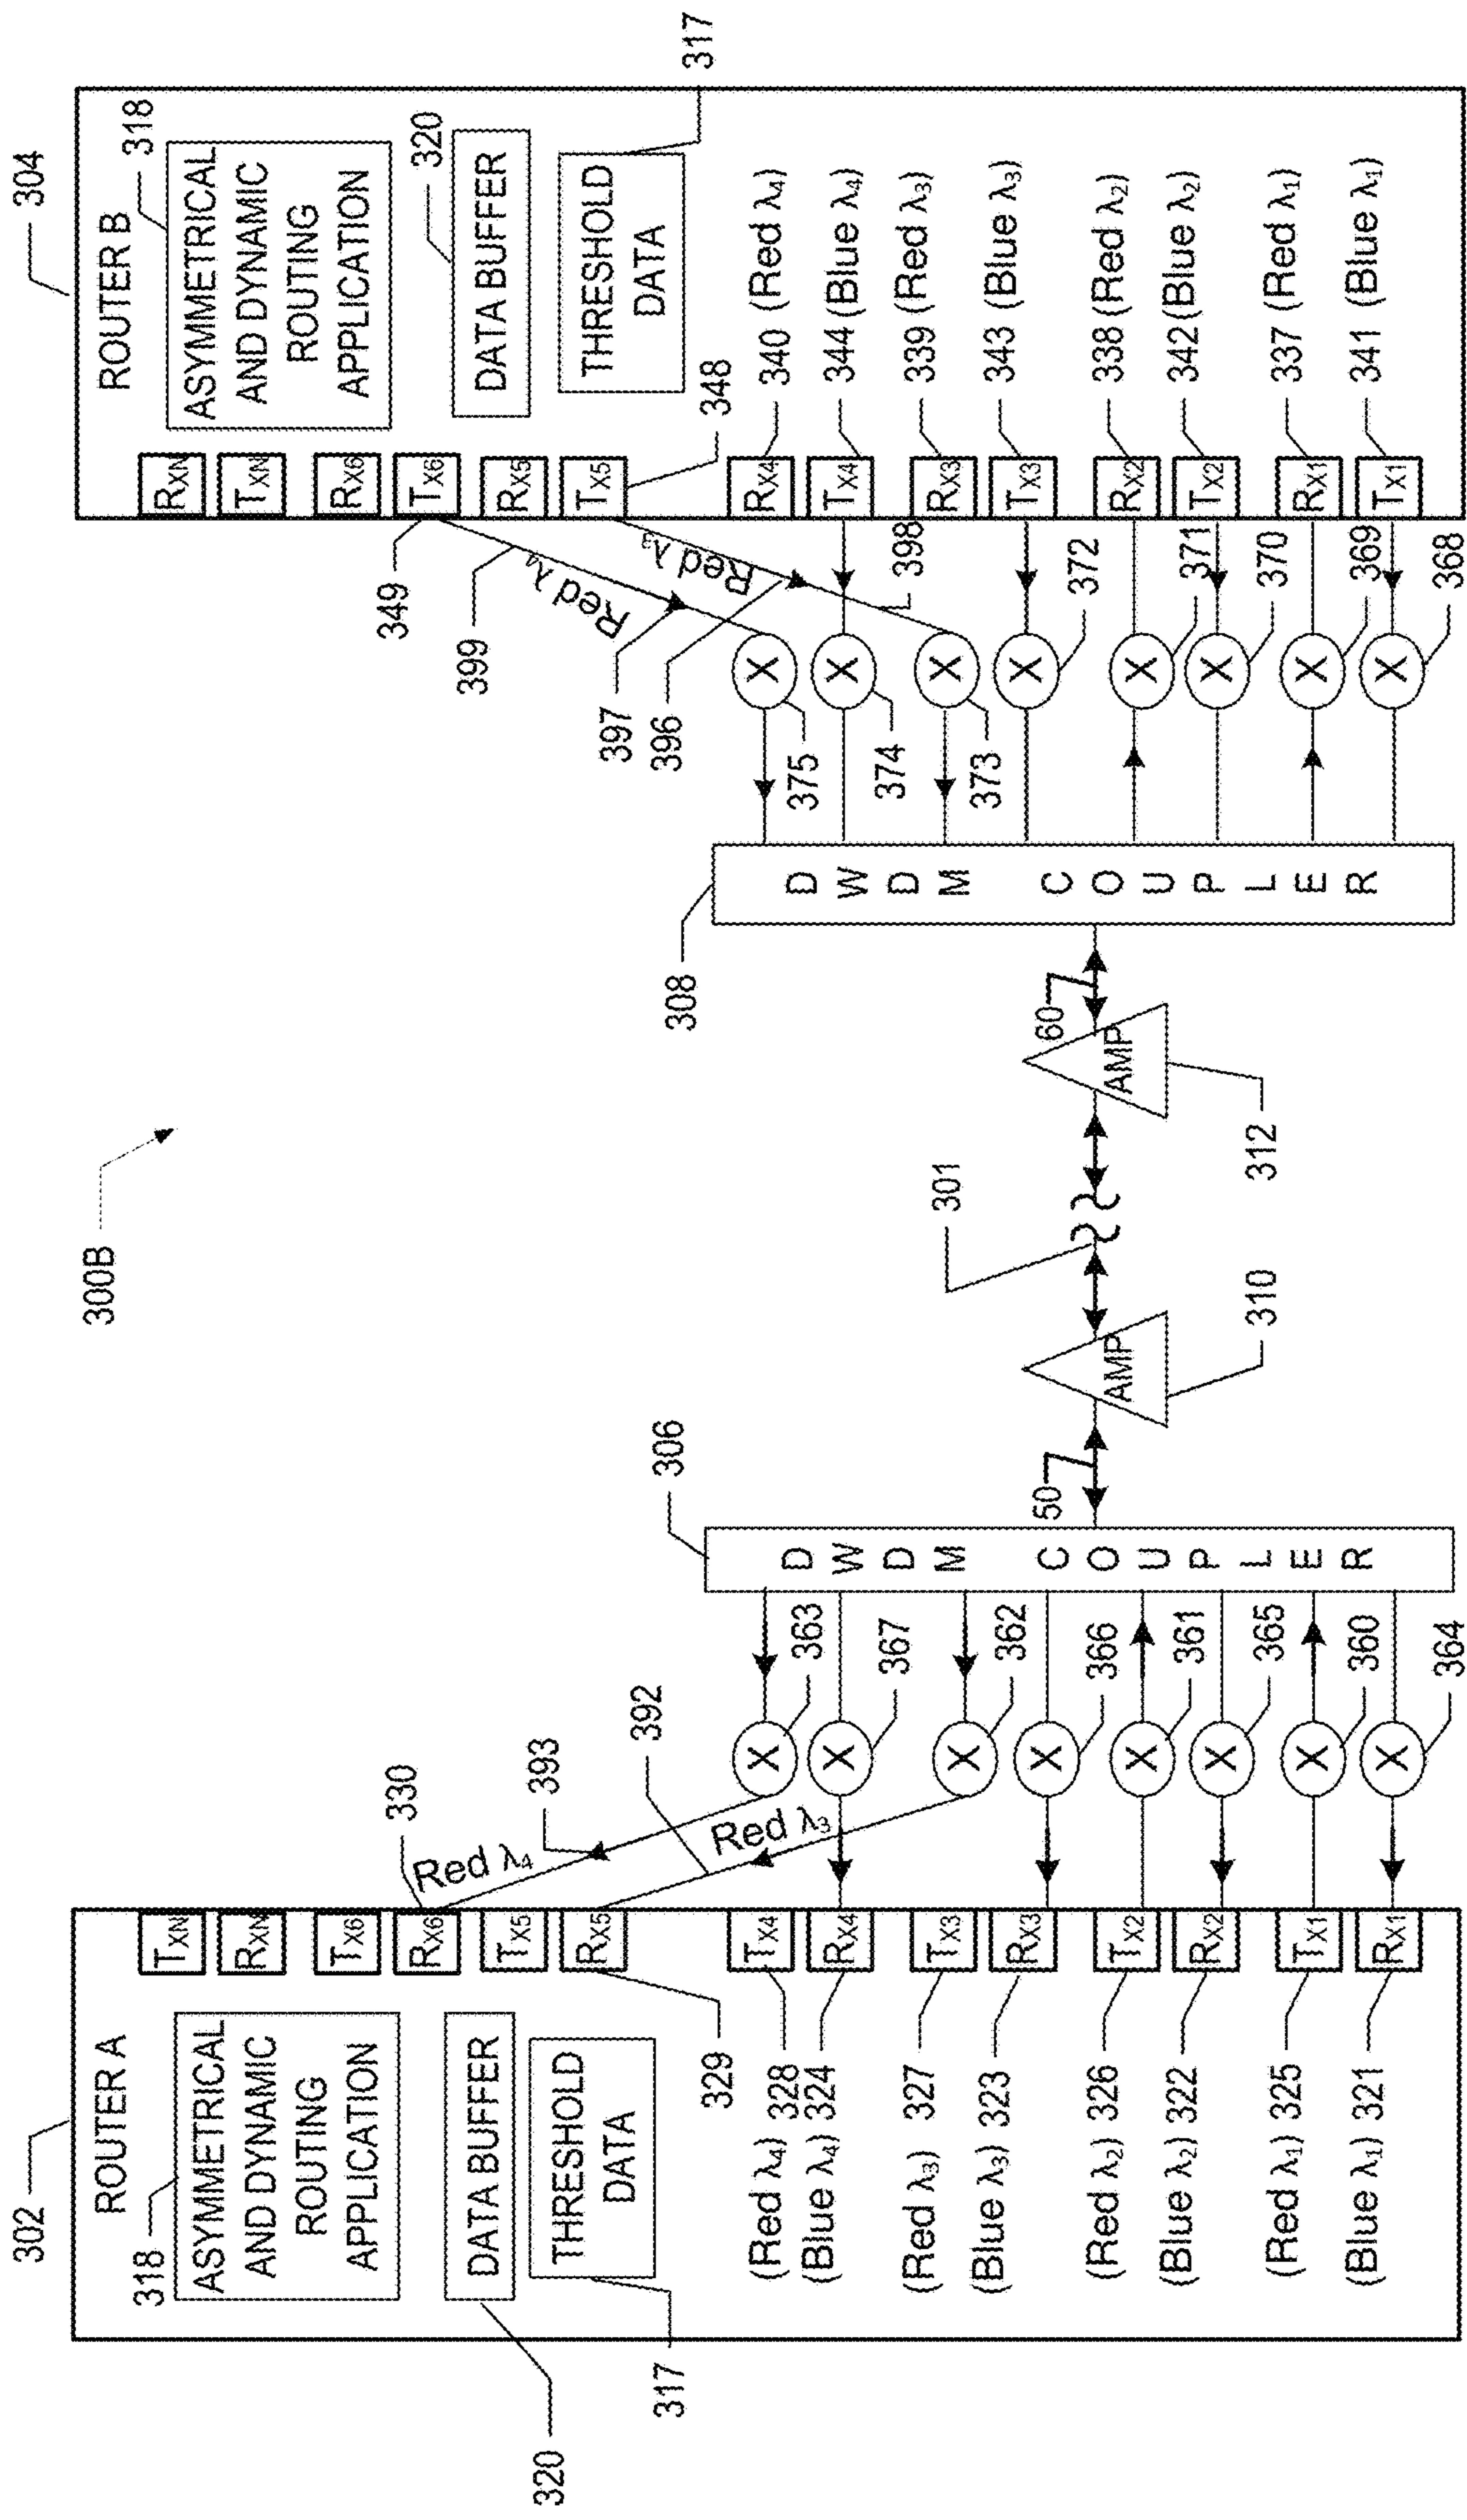 300B
302
ROUTER A
318
ASYMMETRICAL
AND DYNAMIC
ROUTING
APPLICATION
DATA BUFFER
320
THRESHOLD
DATA
317
TXN
RXN
TX6
RX6
330
TX5
RX5
329
TX4
(Red λ4) 328
RX4
(Blue λ4) 324
TX3
(Red λ3) 327
RX3
(Blue λ3) 323
TX2
(Red λ2) 326
RX2
(Blue λ2) 322
TX1
(Red λ1) 325
RX1
(Blue λ1) 321
Red λ4
393
Red λ3
392
X
363
X
367
X
362
X
366
X
361
X
365
X
360
X
364
306
DWDM COUPLER
50
AMP
310
301
AMP
312
60
308
DWDM COUPLER
X
375
X
374
X
373
X
372
X
371
X
370
X
369
X
368
349
399
Red λ4
397
Red λ3
396
398
304
ROUTER B
318
ASYMMETRICAL
AND DYNAMIC
ROUTING
APPLICATION
320
DATA BUFFER
317
THRESHOLD
DATA
RXN
TXN
RX6
TX6
RX5
TX5
348
RX4
340 (Red λ4)
TX4
344 (Blue λ4)
RX3
339 (Red λ3)
TX3
343 (Blue λ3)
RX2
338 (Red λ2)
TX2
342 (Blue λ2)
RX1
337 (Red λ1)
TX1
341 (Blue λ1)